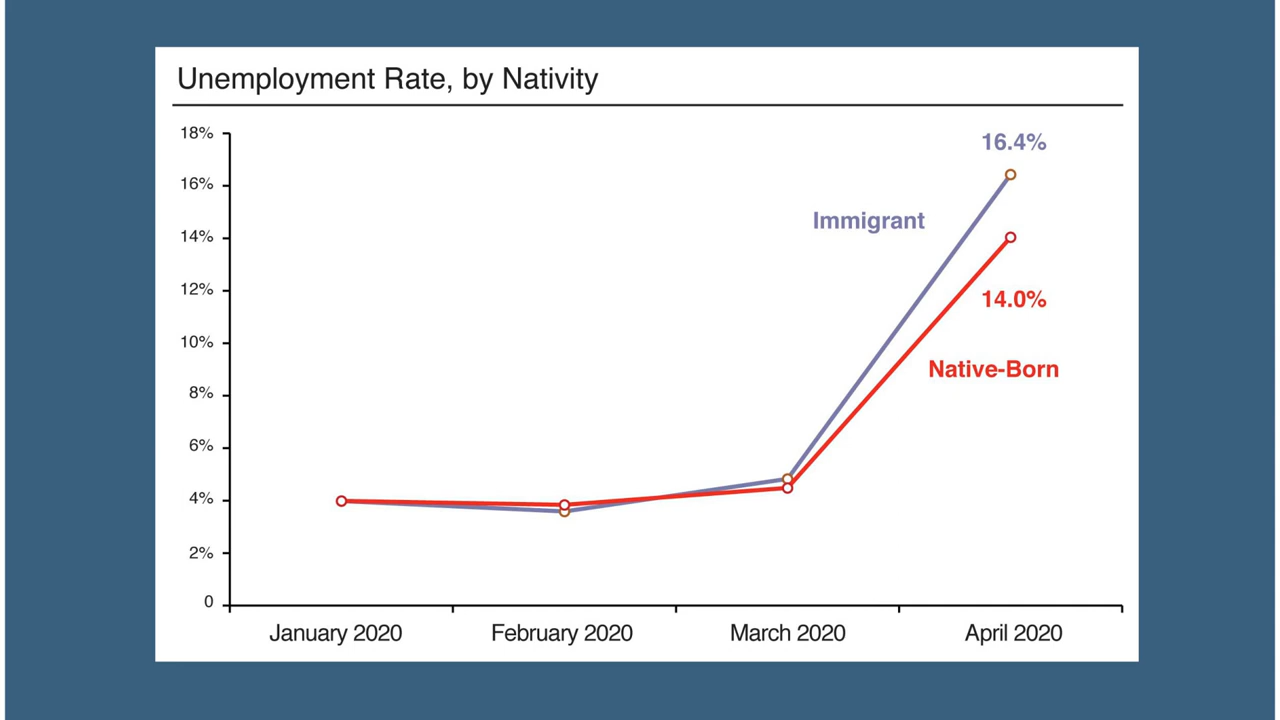 Unemployment Rate, by Nativity
18%
16%
14%
12%
10%
8%
6%
4%
2%
0
16.4%
Immigrant
14.0%
Native-Born
January 2020
February 2020
March 2020
April 2020